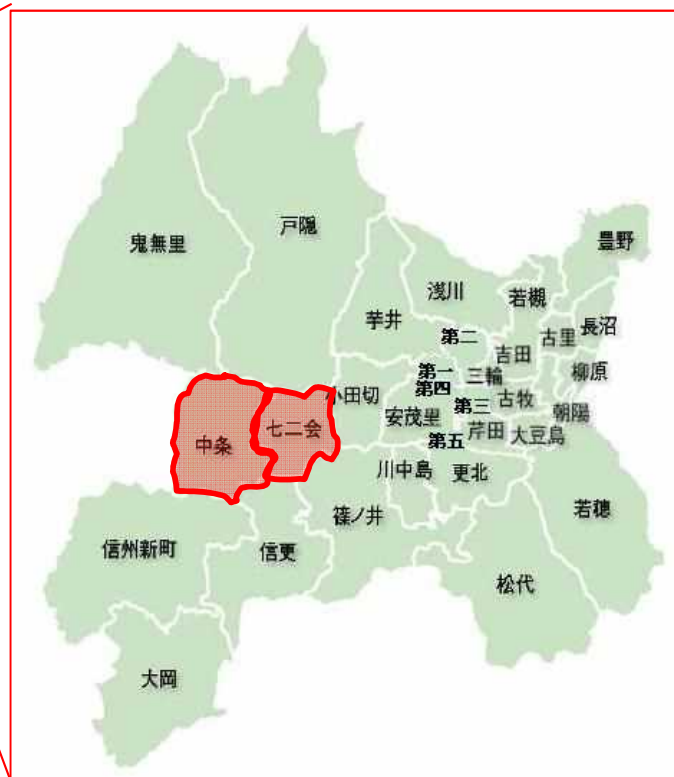 戸隠
豊野
鬼無里
浅川
若槻
芋井
長沼
第二
古里
吉田
柳原
第一
三輪
第四
小田切
古牧
第三
朝陽
安茂里
七二会
芹田
大豆島
第五
中条
川中島
更北
若穂
篠ノ井
信州新町
信更
松代
大岡